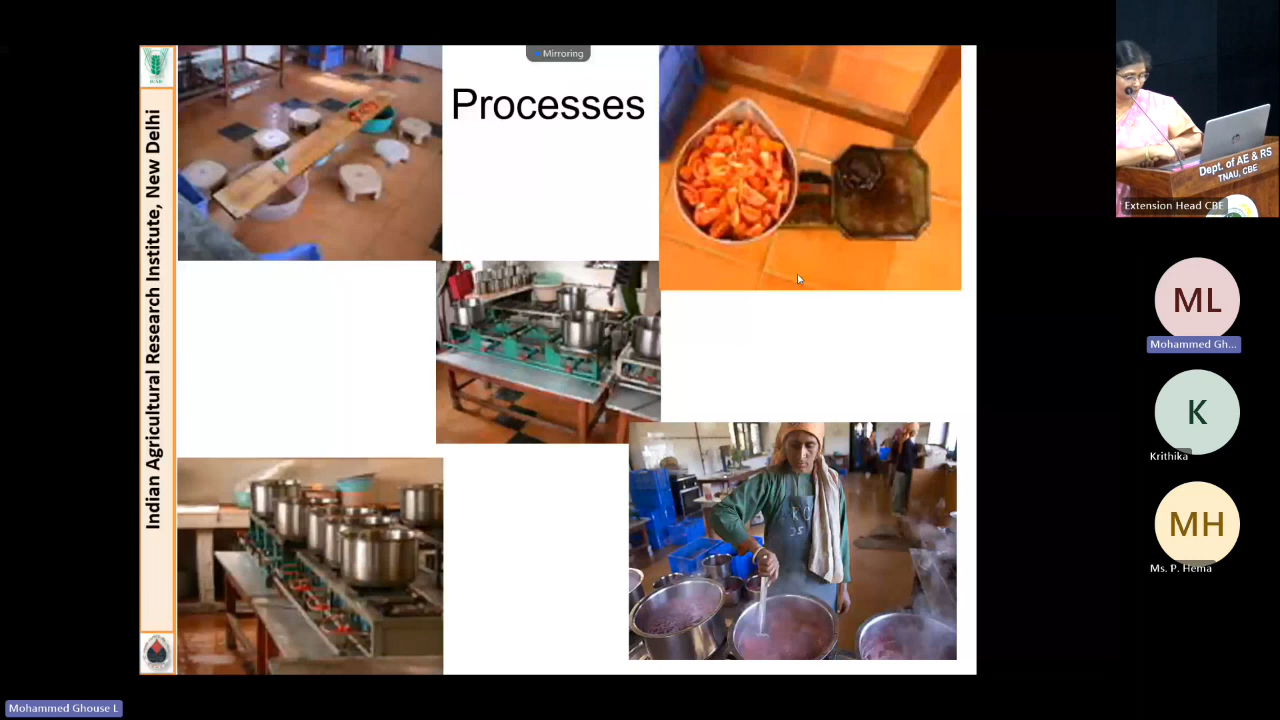 Mirroring
Processes
Indian Agricultural Research Institute, New Delhi
Dept. of AE & RS
TNAU, CBE
Extension Head CBE
ML
Mohammed Gh...
K
Krithika
MH
Ms. P. Hema
Mohammed Ghouse L